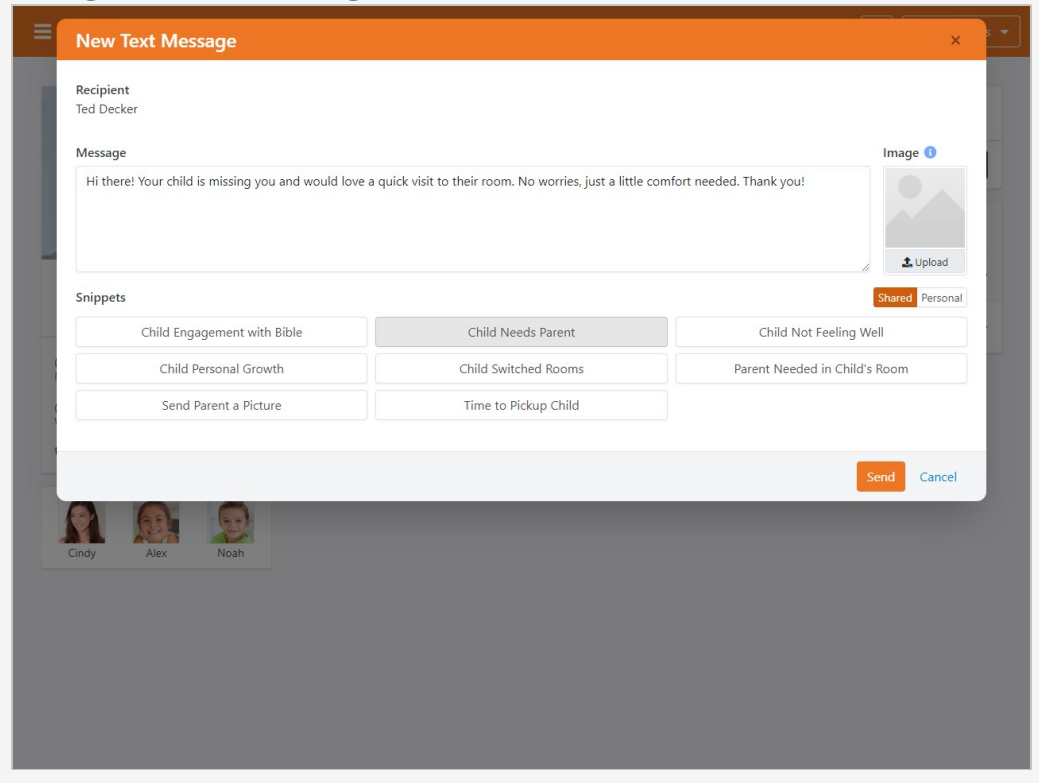 New Text Message
×
Recipient
Ted Decker
Message
Image
Hi there! Your child is missing you and would love a quick visit to their room. No worries, just a little comfort needed. Thank you!
Upload
Snippets
Shared Personal
Child Engagement with Bible
Child Needs Parent
Child Not Feeling Well
Child Personal Growth
Child Switched Rooms
Parent Needed in Child's Room
Send Parent a Picture
Time to Pickup Child
Send
Cancel
Cindy
Alex
Noah